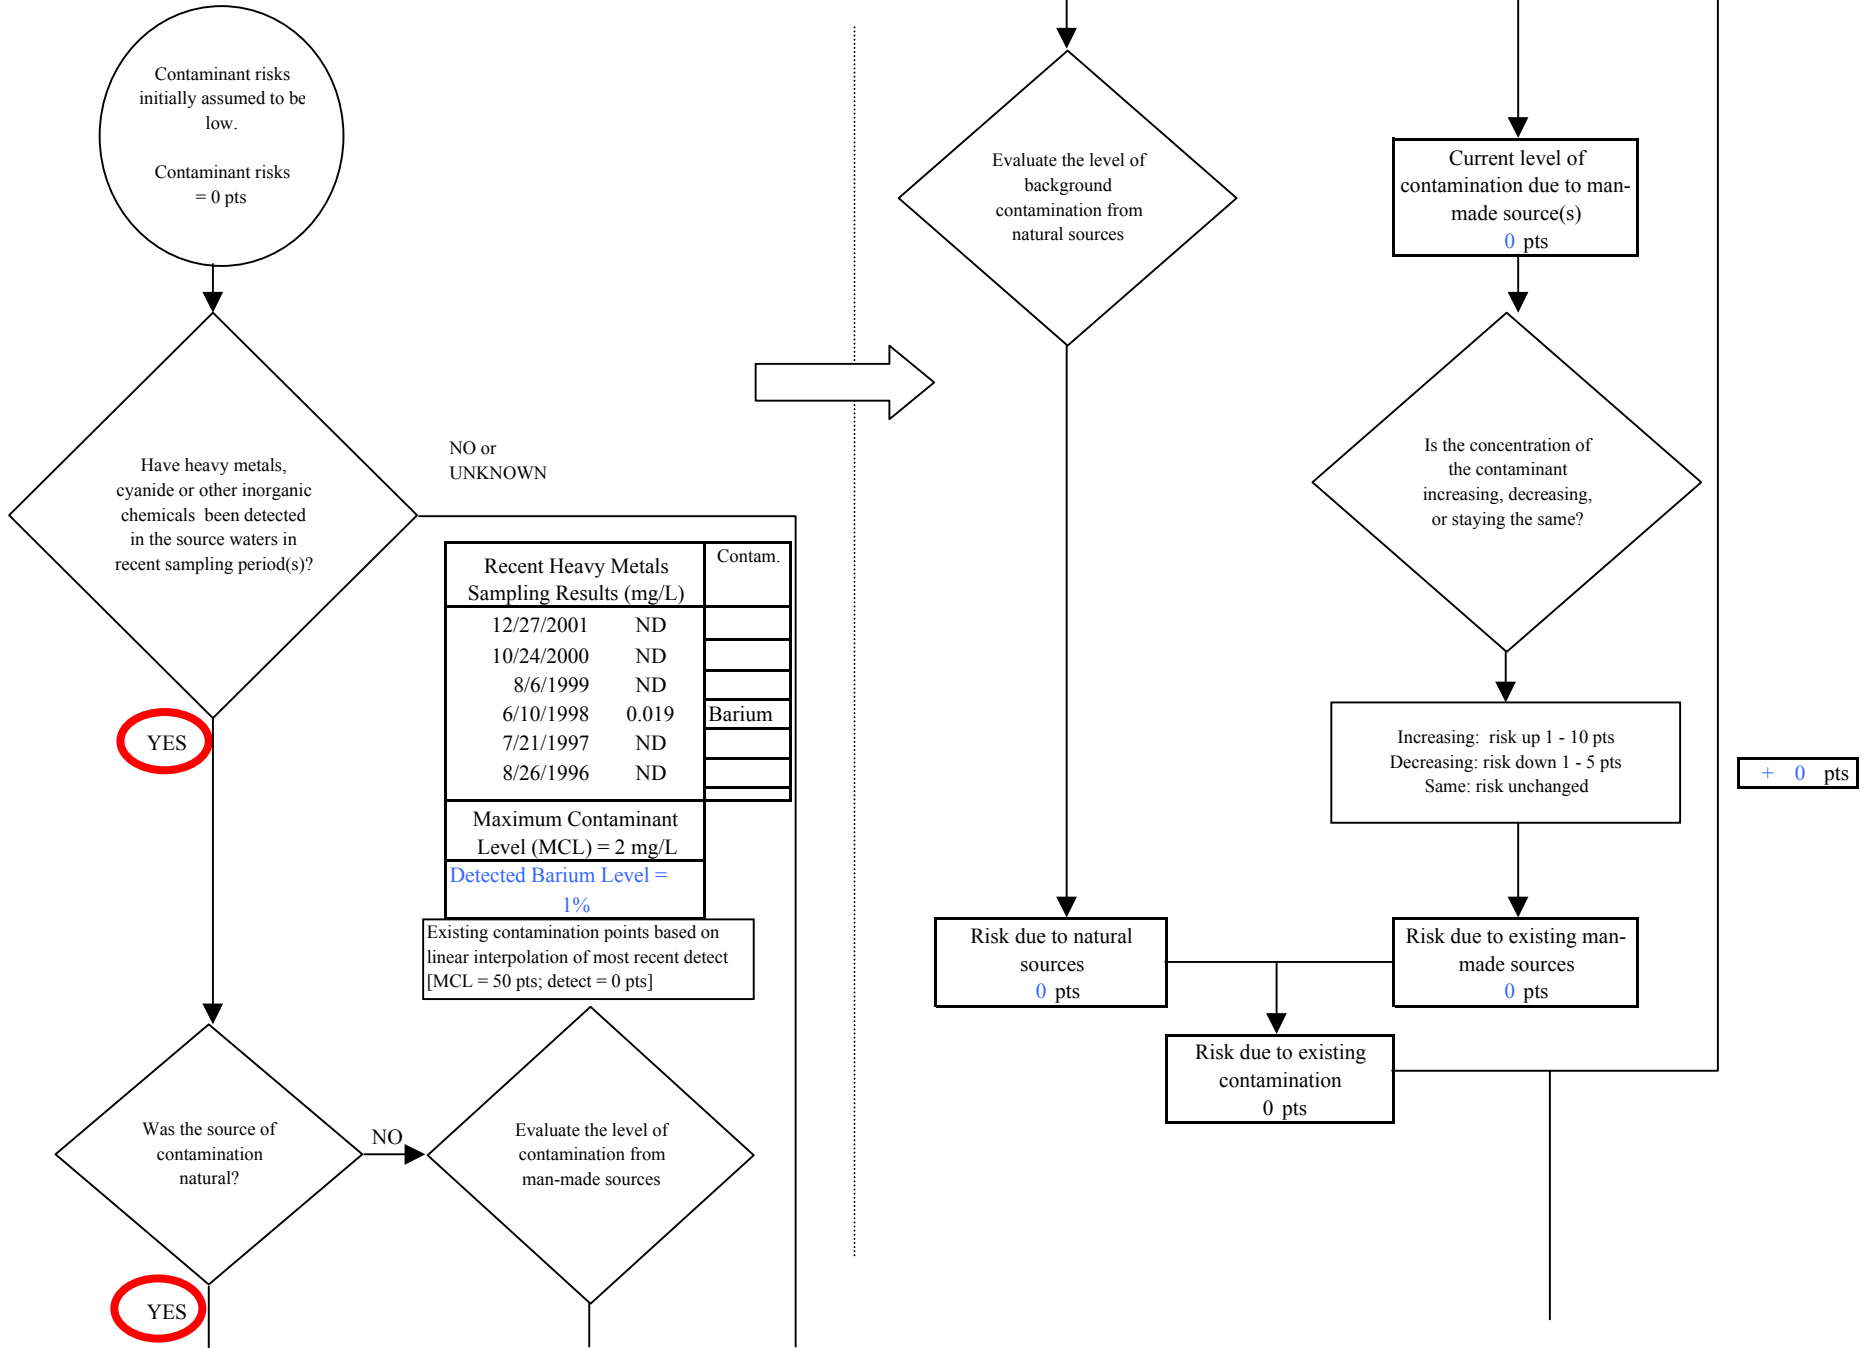 Contaminant risks
initially assumed to be
low.
Contaminant risks
= 0 pts
Have heavy metals,
cyanide or other inorganic
chemicals been detected
in the source waters in
recent sampling period(s)?
NO or
UNKNOWN
YES
Recent Heavy Metals
Sampling Results (mg/L)
Contam.
12/27/2001 ND
10/24/2000 ND
8/6/1999 ND
6/10/1998 0.019 Barium
7/21/1997 ND
8/26/1996 ND
Maximum Contaminant
Level (MCL) = 2 mg/L
Detected Barium Level =
1%
Existing contamination points based on
linear interpolation of most recent detect
[MCL = 50 pts; detect = 0 pts]
Was the source of
contamination
natural?
NO
Evaluate the level of
contamination from
man-made sources
YES
Evaluate the level of
background
contamination from
natural sources
Current level of
contamination due to man-
made source(s)
0 pts
Is the concentration of
the contaminant
increasing, decreasing,
or staying the same?
Increasing: risk up 1 - 10 pts
Decreasing: risk down 1 - 5 pts
Same: risk unchanged
+ 0 pts
Risk due to natural
sources
0 pts
Risk due to existing man-
made sources
0 pts
Risk due to existing
contamination
0 pts